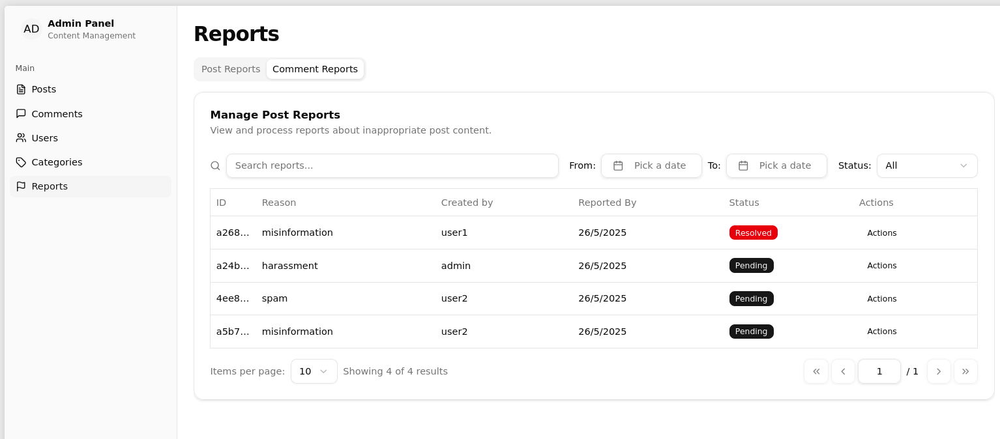 AD
Admin Panel
Content Management
Main
Posts
Comments
Users
Categories
Reports
Reports
Post Reports Comment Reports
Manage Post Reports
View and process reports about inappropriate post content.
Search reports... From: Pick a date To: Pick a date Status: All
ID Reason Created by Reported By Status Actions
a268... misinformation user1 26/5/2025 Resolved Actions
a24b... harassment admin 26/5/2025 Pending Actions
4ee8... spam user2 26/5/2025 Pending Actions
a5b7... misinformation user2 26/5/2025 Pending Actions
Items per page: 10 Showing 4 of 4 results 1 / 1